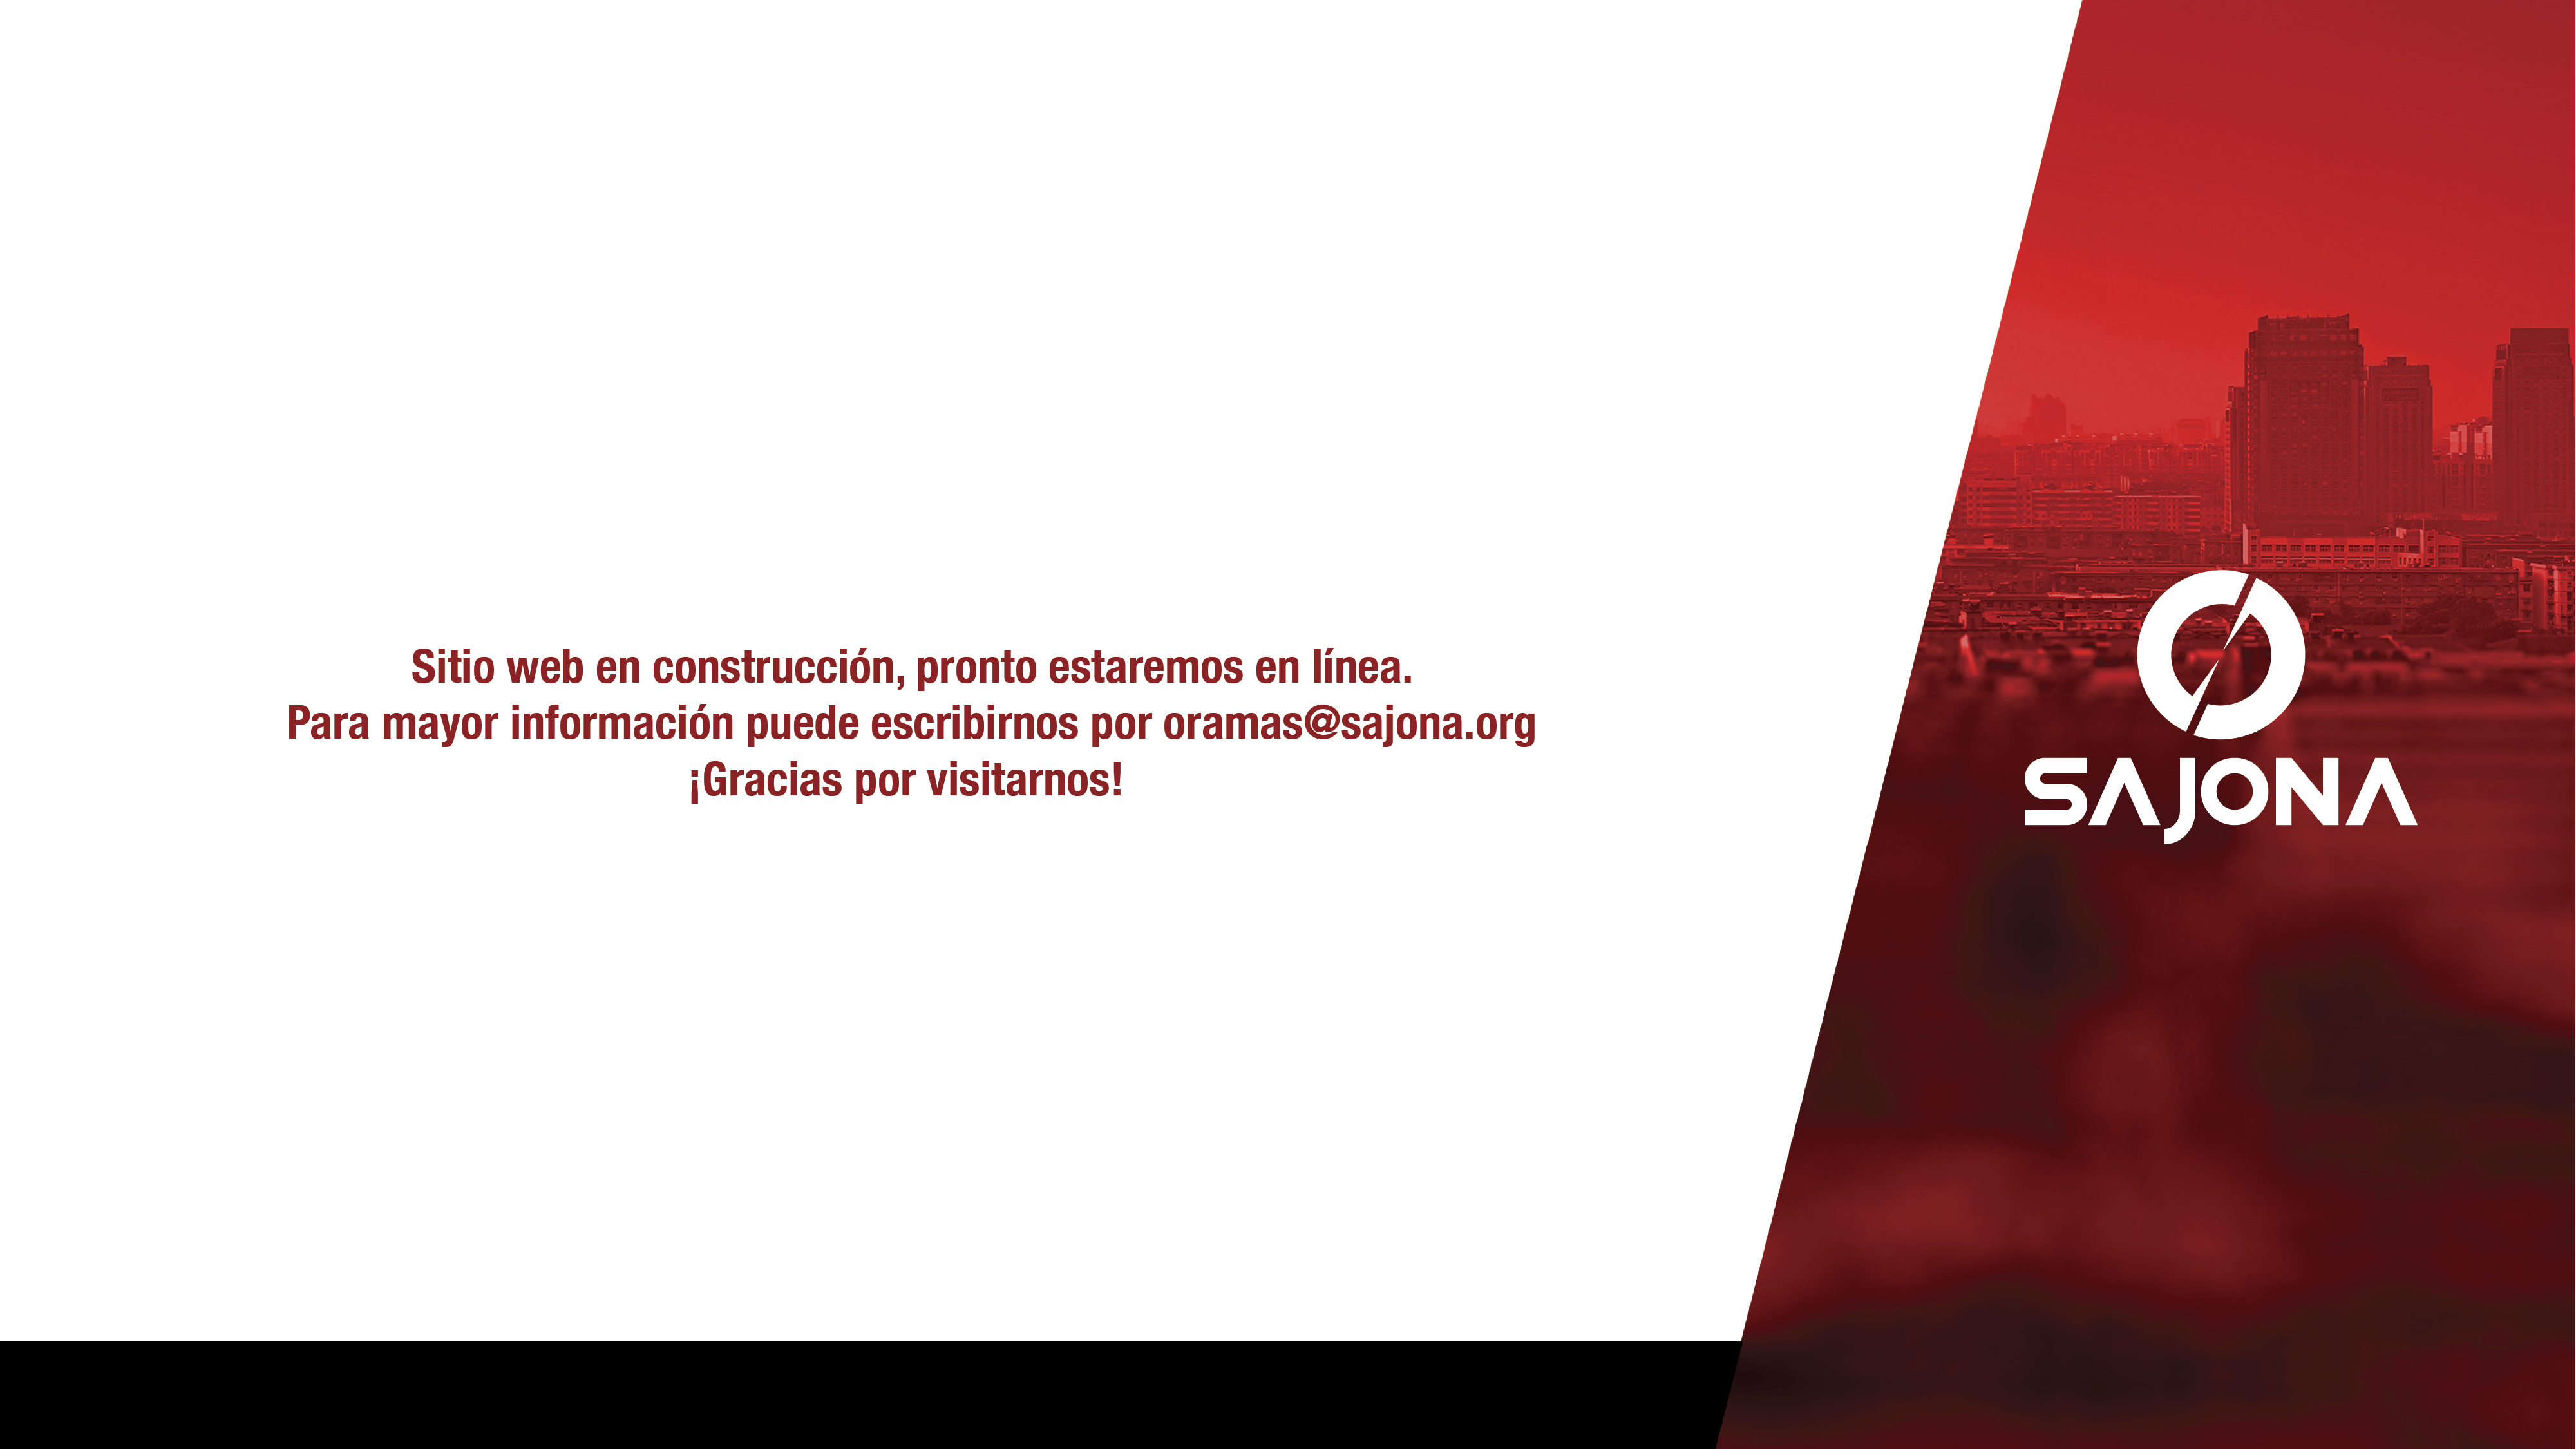 Sitio web en construcción, pronto estaremos en línea.
Para mayor información puede escribirnos por oramas@sajona.org
¡Gracias por visitarnos!
SAJONA